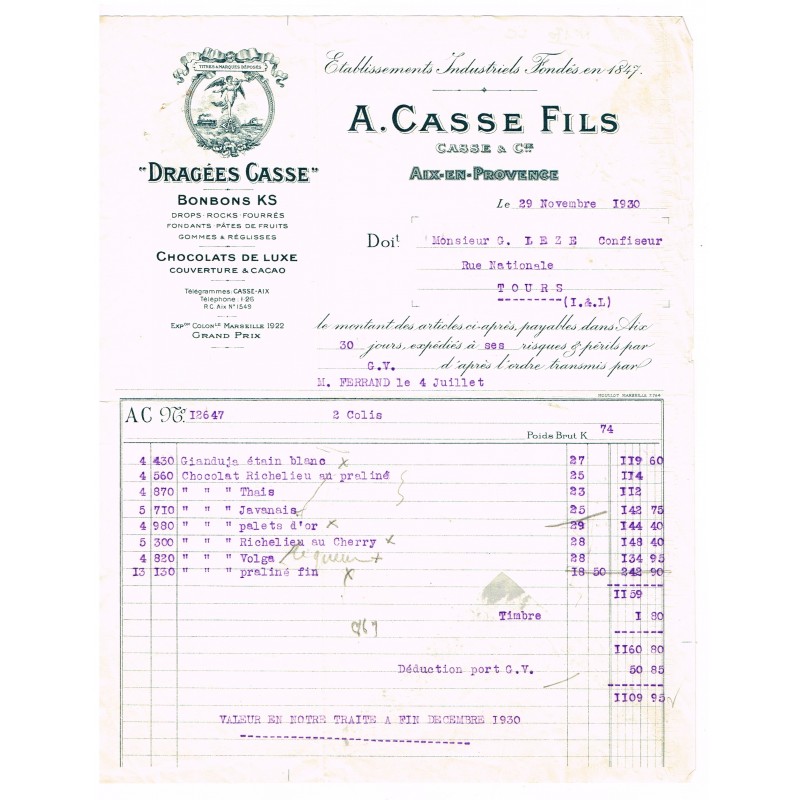 TITRES & MARQUES DÉPOSÉS
"DRAGÉES CASSE"
BONBONS KS
DROPS · ROCKS · FOURRÉS
FONDANTS · PÂTES DE FRUITS
GOMMES & RÉGLISSES
CHOCOLATS DE LUXE
COUVERTURE & CACAO
Télégrammes: CASSE-AIX
Téléphone: 1-26
R.C. Aix N° 1549
EXPon COLONLE MARSEILLE 1922
GRAND PRIX
Etablissements Industriels Fondés en 1847.
A. CASSE FILS
CASSE & Cie
AIX-EN-PROVENCE
Le 29 Novembre 1930
Doit Monsieur G. LEZE Confiseur
Rue Nationale
TOURS
(I.&L)
le montant des articles ci-après, payables dans Aix
30 jours, expédiés à ses risques & périls par
G.V. d'après l'ordre transmis par
M. FERRAND le 4 Juillet
AC No. 12647 2 Colis
Poids Brut K 74
4 430 Gianduja étain blanc 27 119 60
4 560 Chocolat Richelieu au praliné 25 114
4 870 " " " Thais 23 112
5 710 " " " Javanais 25 142 75
4 980 " " " palets d'or 29 144 40
5 300 " " " Richelieu au Cherry 28 148 40
4 820 " " " Volga liqueur 28 134 95
13 130 " " " praliné fin 18 50 242 90
1159
Timbre 1 80
1160 80
Déduction port G.V. 50 85
1109 95
VALEUR EN NOTRE TRAITE A FIN DECEMBRE 1930